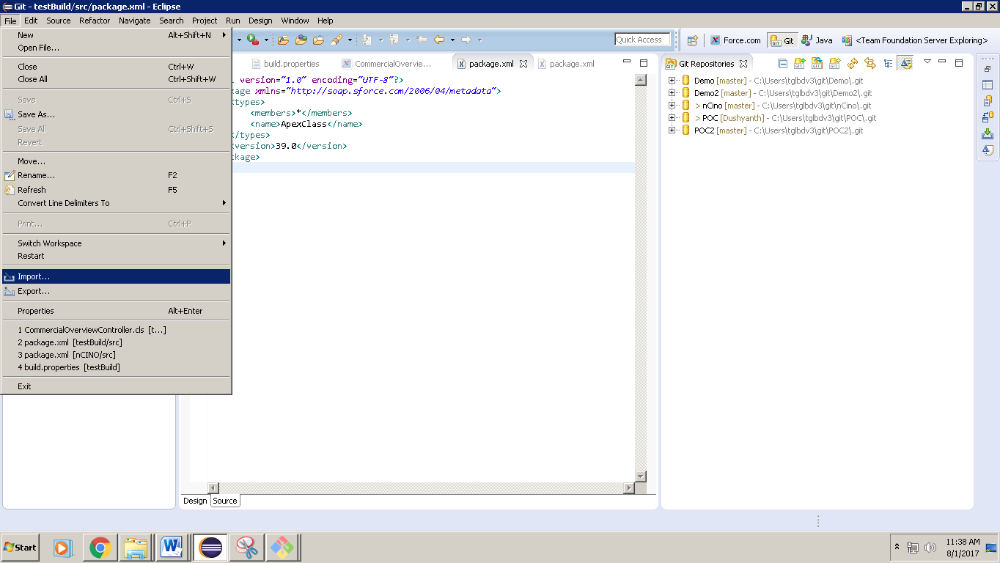 Git - testBuild/src/package.xml - Eclipse
File Edit Source Refactor Navigate Search Project Run Design Window Help
New Alt+Shift+N
Open File...
Close Ctrl+W
Close All Ctrl+Shift+W
Save Ctrl+S
Save As...
Save All Ctrl+Shift+S
Revert
Move...
Rename... F2
Refresh F5
Convert Line Delimiters To
Print... Ctrl+P
Switch Workspace
Restart
Import...
Export...
Properties Alt+Enter
1 CommercialOverviewController.cls [t...]
2 package.xml [testBuild/src]
3 package.xml [nCINO/src]
4 build.properties [testBuild]
Exit
Quick Access
Force.com Git Java <Team Foundation Server Exploring>
build.properties CommercialOvervie... package.xml package.xml
version="1.0" encoding="UTF-8"?>
kage xmlns="http://soap.sforce.com/2006/04/metadata">
<types>
<members>*</members>
<name>ApexClass</name>
</types>
<version>39.0</version>
ckage>
Design Source
Git Repositories
Demo [master] - C:\Users\tglbdv3\git\Demo\.git
Demo2 [master] - C:\Users\tglbdv3\git\Demo2\.git
> nCino [master] - C:\Users\tglbdv3\git\nCino\.git
> POC [Dushyanth] - C:\Users\tglbdv3\git\POC\.git
POC2 [master] - C:\Users\tglbdv3\git\POC2\.git
Start
11:38 AM
8/1/2017